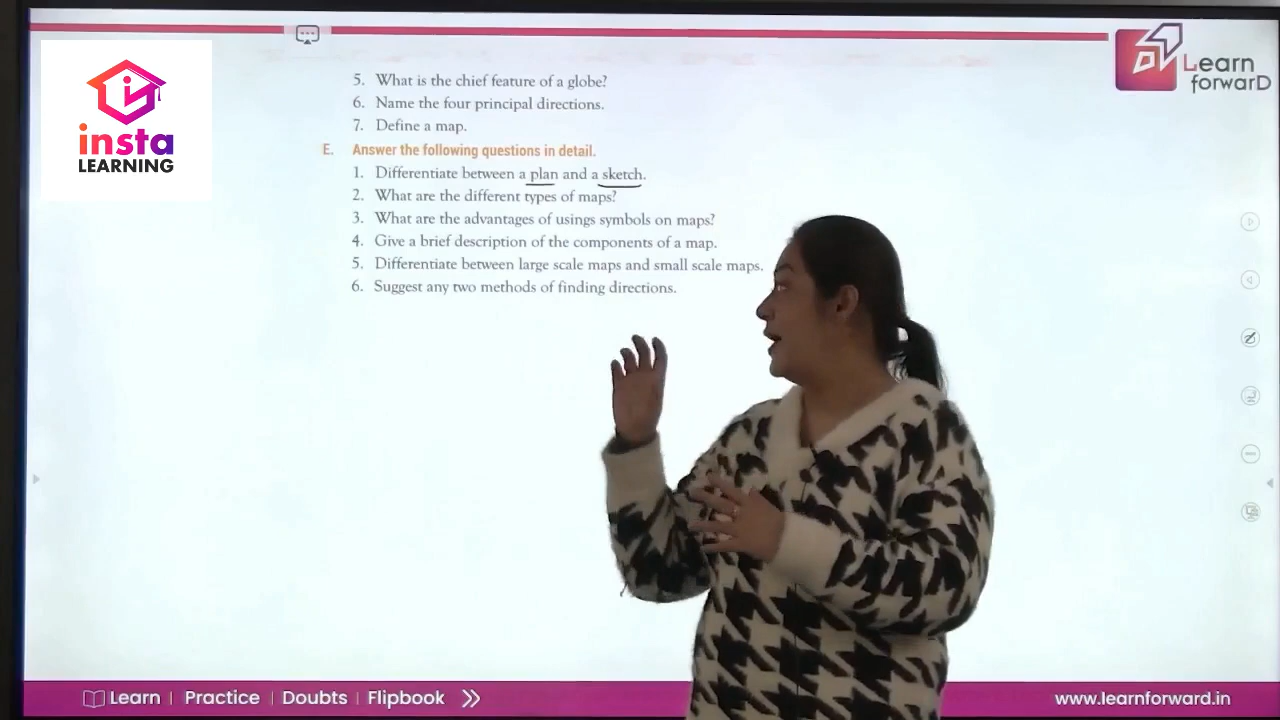 Learn
forwarD
insta
LEARNING
5. What is the chief feature of a globe?
6. Name the four principal directions.
7. Define a map.
E. Answer the following questions in detail.
1. Differentiate between a plan and a sketch.
2. What are the different types of maps?
3. What are the advantages of usings symbols on maps?
4. Give a brief description of the components of a map.
5. Differentiate between large scale maps and small scale maps.
6. Suggest any two methods of finding directions.
Learn | Practice | Doubts | Flipbook
www.learnforward.in